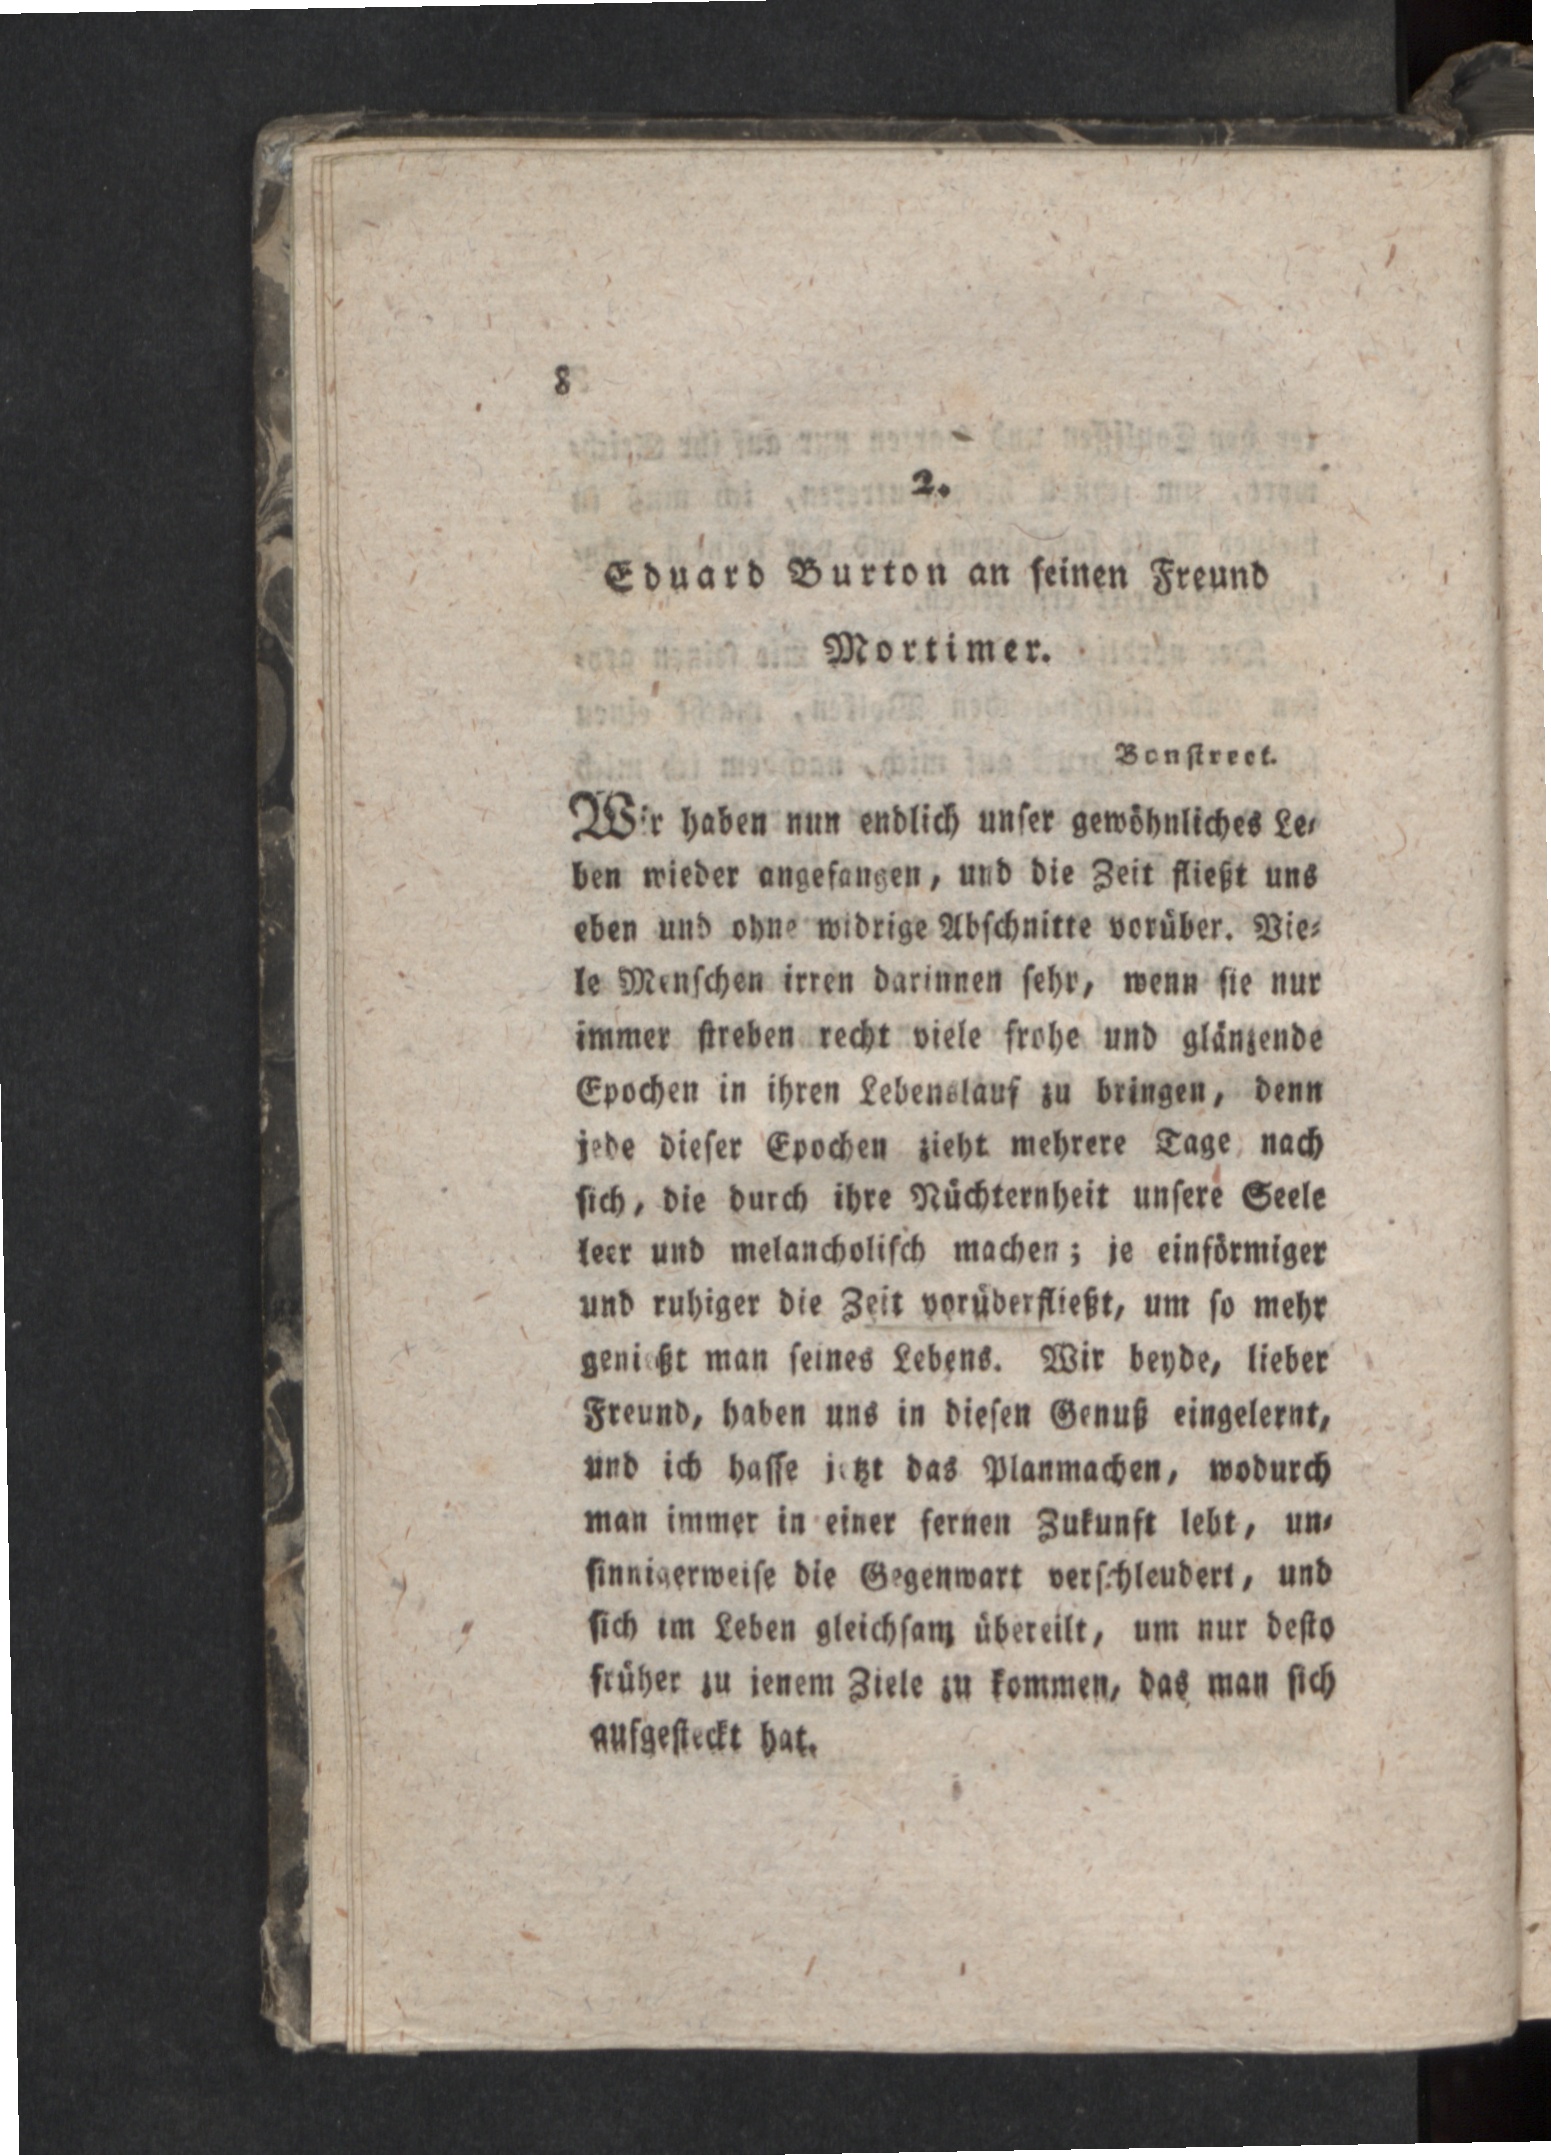 8
2.
Eduard Burton an seinen Freund
Mortimer.
Bonstreet.
Wir haben nun endlich unser gewöhnliches Le-
ben wieder angefangen, und die Zeit fließt uns
eben und ohne widrige Abschnitte vorüber. Vie-
le Menschen irren darinnen sehr, wenn sie nur
immer streben recht viele frohe und glänzende
Epochen in ihren Lebenslauf zu bringen, denn
jede dieser Epochen zieht mehrere Tage nach
sich, die durch ihre Nüchternheit unsere Seele
leer und melancholisch machen; je einförmiger
und ruhiger die Zeit vorüberfließt, um so mehr
genießt man seines Lebens. Wir beyde, lieber
Freund, haben uns in diesen Genuß eingelernt,
und ich hasse jetzt das Planmachen, wodurch
man immer in einer fernen Zukunft lebt, un-
sinnigerweise die Gegenwart verschleudert, und
sich im Leben gleichsam übereilt, um nur desto
früher zu jenem Ziele zu kommen, das man sich
aufgesteckt hat.